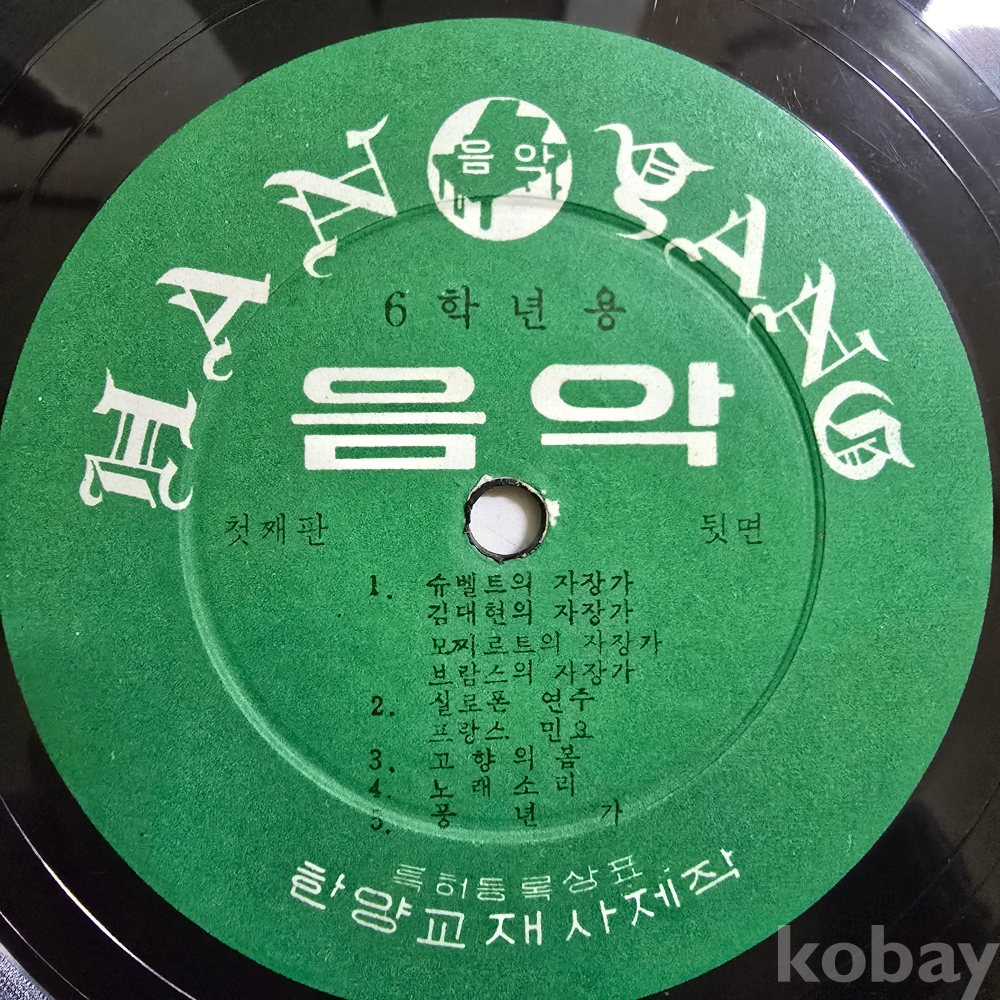 HAN YANG
음악
6학년용
음악
첫째판 뒷면
1. 슈벨트의 자장가
김대현의 자장가
모찌르트의 자장가
브람스의 자장가
2. 실로폰 연주
프랑스 민요
3. 고향의 봄
4. 노래소리
5. 풍년가
특허등록상표
한양교재사제작
kobay